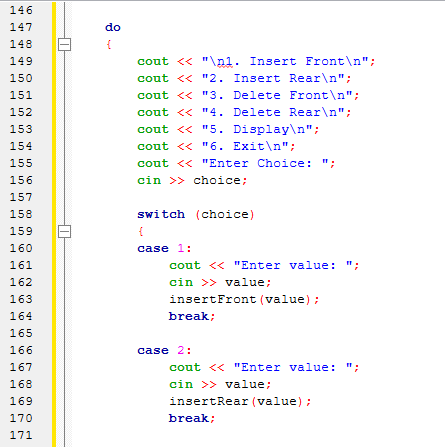 146
147 do
148 {
149 cout << "\n1. Insert Front\n";
150 cout << "2. Insert Rear\n";
151 cout << "3. Delete Front\n";
152 cout << "4. Delete Rear\n";
153 cout << "5. Display\n";
154 cout << "6. Exit\n";
155 cout << "Enter Choice: ";
156 cin >> choice;
157
158 switch (choice)
159 {
160 case 1:
161 cout << "Enter value: ";
162 cin >> value;
163 insertFront(value);
164 break;
165
166 case 2:
167 cout << "Enter value: ";
168 cin >> value;
169 insertRear(value);
170 break;
171